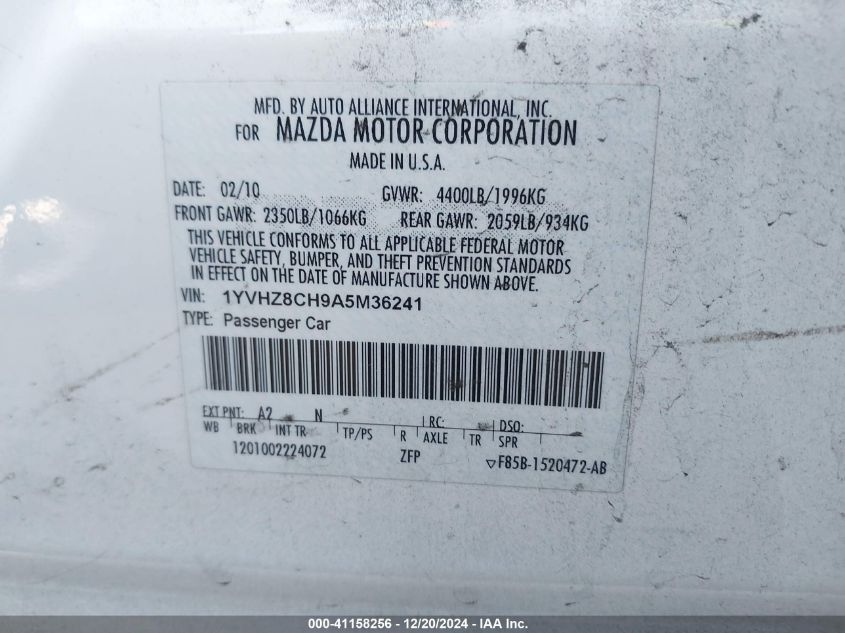 MFD. BY AUTO ALLIANCE INTERNATIONAL, INC.
FOR MAZDA MOTOR CORPORATION
MADE IN U.S.A.
DATE: 02/10 GVWR: 4400LB/1996KG
FRONT GAWR: 2350LB/1066KG REAR GAWR: 2059LB/934KG
THIS VEHICLE CONFORMS TO ALL APPLICABLE FEDERAL MOTOR
VEHICLE SAFETY, BUMPER, AND THEFT PREVENTION STANDARDS
IN EFFECT ON THE DATE OF MANUFACTURE SHOWN ABOVE.
VIN: 1YVHZ8CH9A5M36241
TYPE: Passenger Car
EXT PNT: A2 N RC: DSO:
WB BRK INT TR TP/PS R AXLE TR SPR
1201002224072 ZFP ▽F85B-1520472-AB
000-41158256 - 12/20/2024 - IAA Inc.